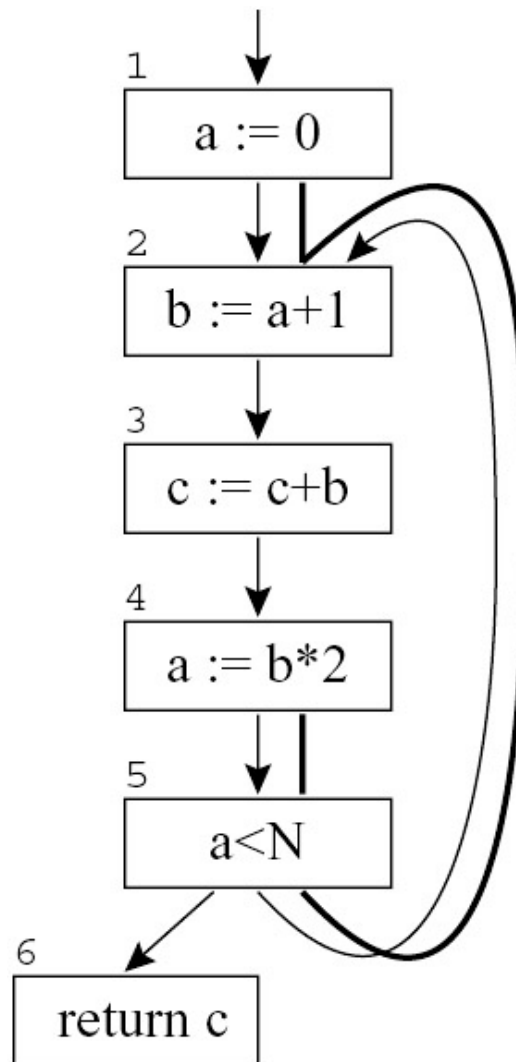 1
a := 0
2
b := a+1
3
c := c+b
4
a := b*2
5
a<N
6
return c